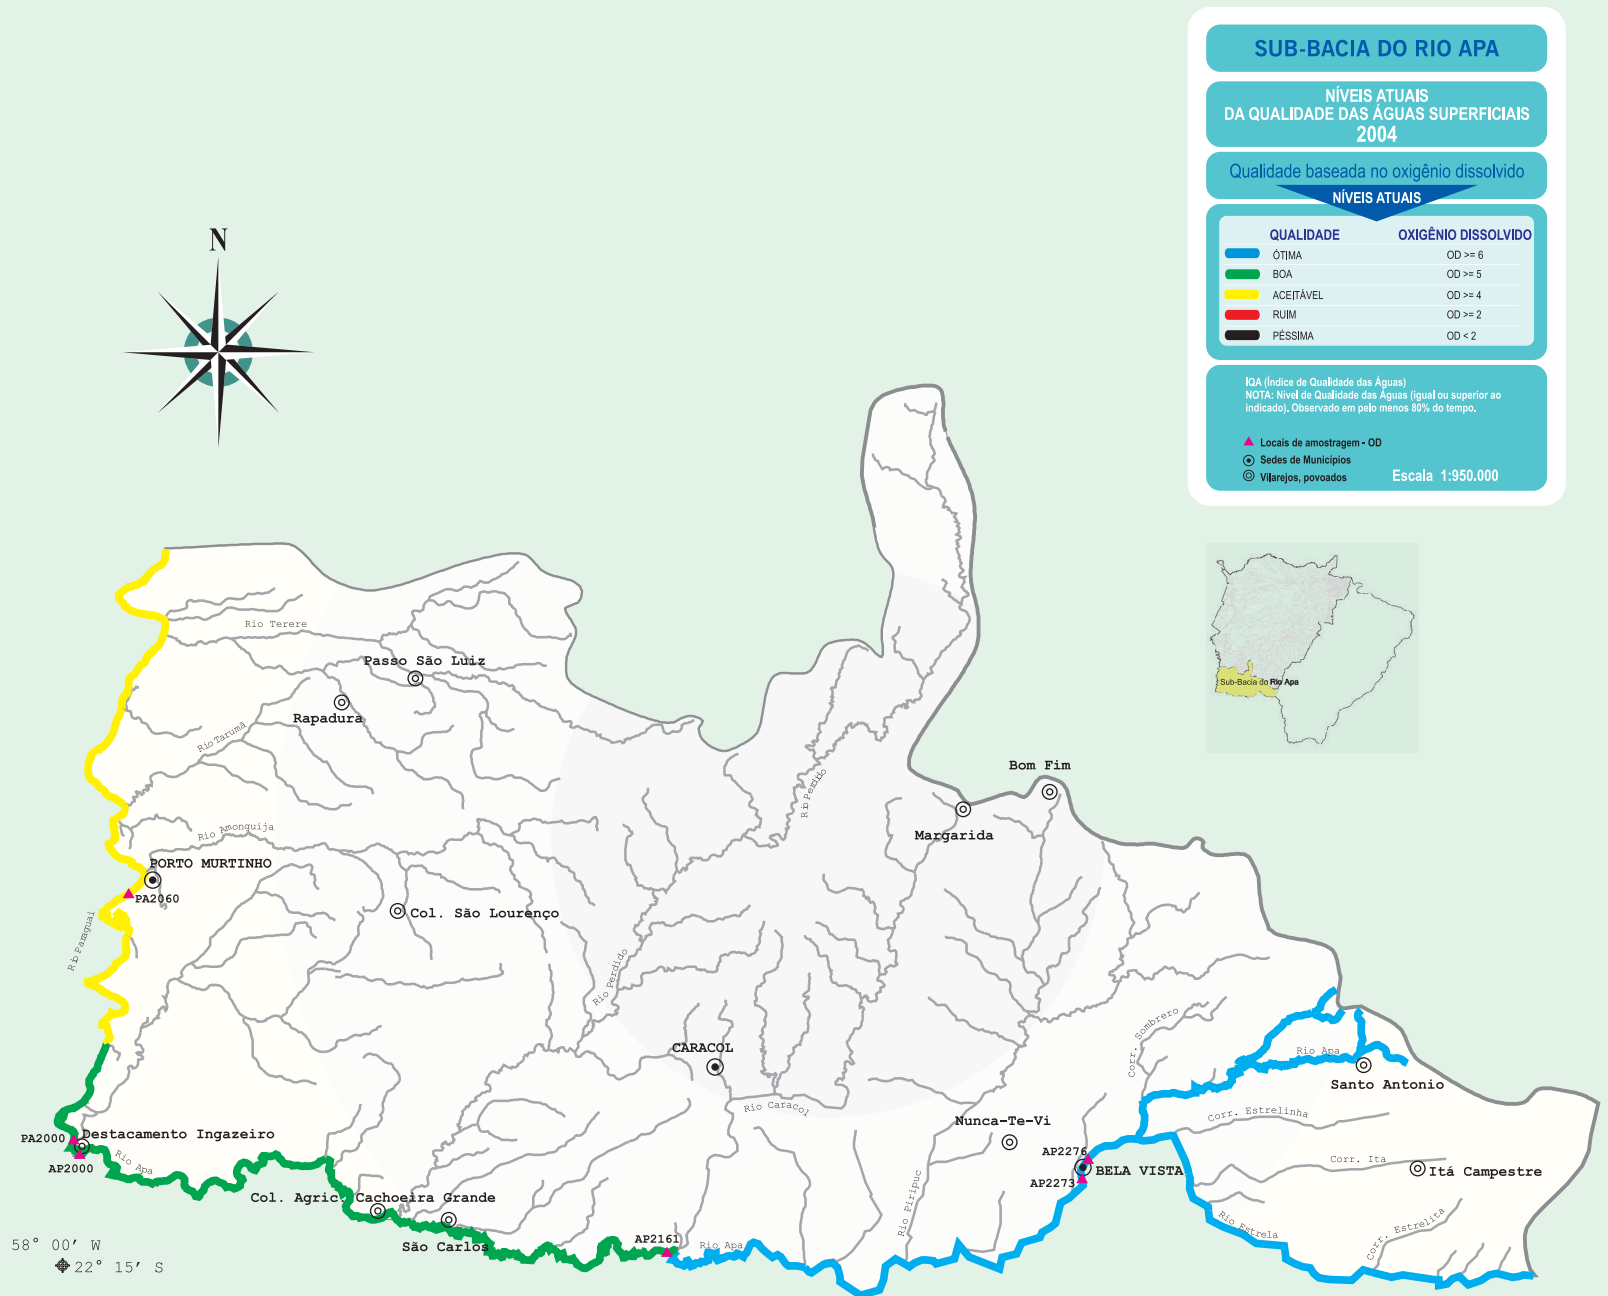 SUB-BACIA DO RIO APA
NÍVEIS ATUAIS
DA QUALIDADE DAS ÁGUAS SUPERFICIAIS
2004
Qualidade baseada no oxigênio dissolvido
NÍVEIS ATUAIS
QUALIDADE OXIGÊNIO DISSOLVIDO
ÓTIMA OD >= 6
BOA OD >= 5
ACEITÁVEL OD >= 4
RUIM OD >= 2
PÉSSIMA OD < 2
IQA (Índice de Qualidade das Águas)
NOTA: Nível de Qualidade das Águas (igual ou superior ao
indicado). Observado em pelo menos 80% do tempo.
Locais de amostragem - OD
Sedes de Municípios
Vilarejos, povoados
Escala 1:950.000
N
Sub-Bacia do Rio Apa
Rio Terere
Passo São Luiz
Rapadura
Rio Tarumã
Bom Fim
Rio Perdido
Margarida
Rio Amonguija
PORTO MURTINHO
PA2060
Col. São Lourenço
Rio Paraguai
Rio Perdido
Corr. Sombrero
CARACOL
Rio Apa
Santo Antonio
Rio Caracol
Nunca-Te-Vi
Corr. Estrelinha
PA2000
Destacamento Ingazeiro
AP2000
Rio Apa
AP2276
BELA VISTA
AP2273
Corr. Ita
Itá Campestre
Col. Agric. Cachoeira Grande
Rio Piripuc
Rio Estrela
Corr. Estrelita
São Carlos
AP2161
Rio Apa
58° 00' W
22° 15' S